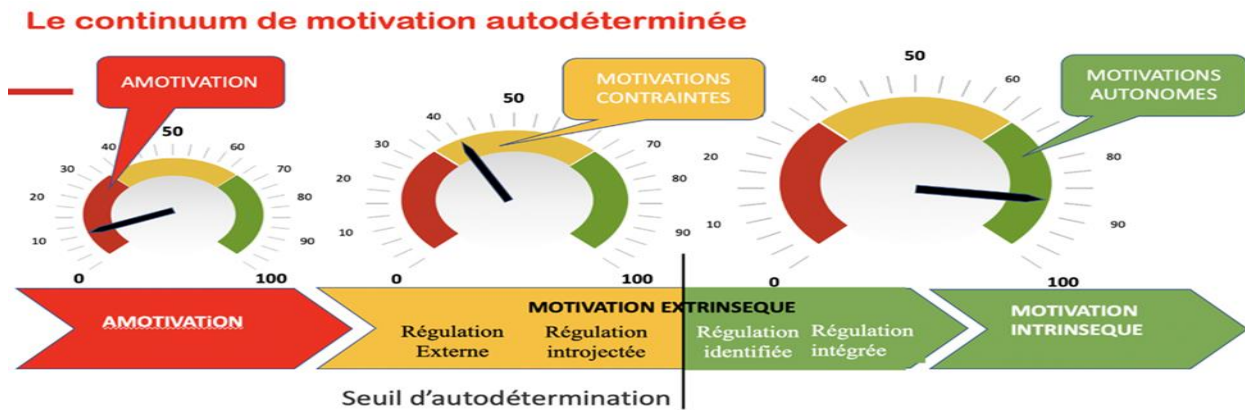 Le continuum de motivation autodéterminée
AMOTIVATION
0
10
20
30
40
50
60
70
80
90
100
MOTIVATIONS
CONTRAINTES
0
10
20
30
40
50
70
80
90
100
MOTIVATIONS
AUTONOMES
0
10
20
40
50
60
80
90
100
AMOTIVATiON
MOTIVATION EXTRINSEQUE
Régulation
Externe
Régulation
introjectée
Régulation
identifiée
Régulation
intégrée
MOTIVATION
INTRINSEQUE
Seuil d'autodétermination